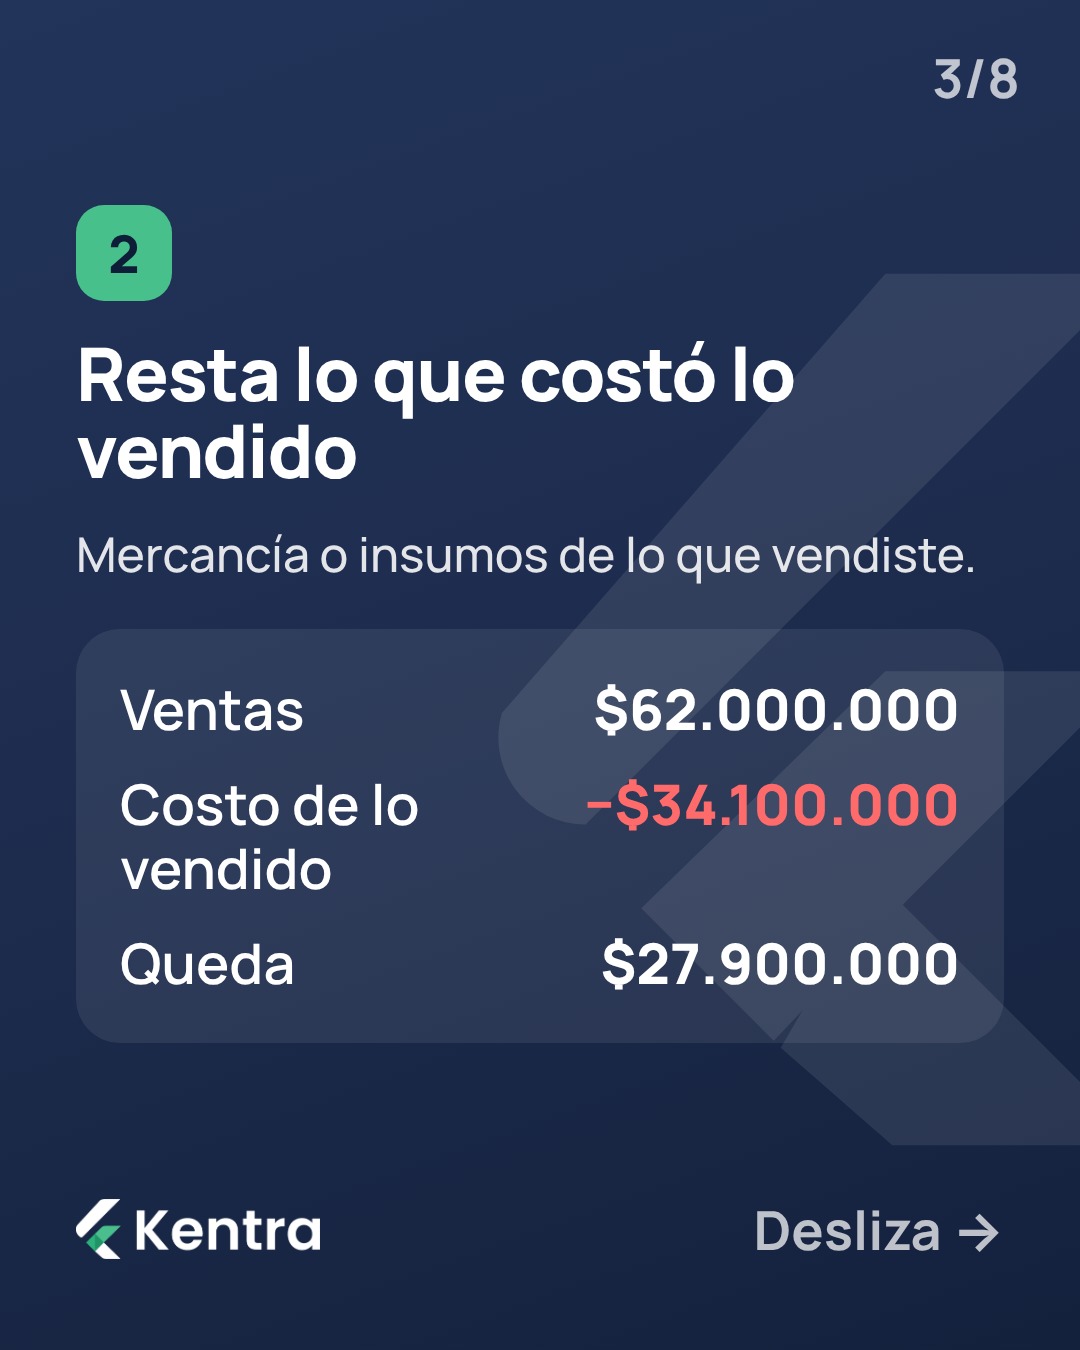 3/8
2
Resta lo que costó lo
vendido
Mercancía o insumos de lo que vendiste.
Ventas $62.000.000
Costo de lo −$34.100.000
vendido
Queda $27.900.000
Kentra Desliza →